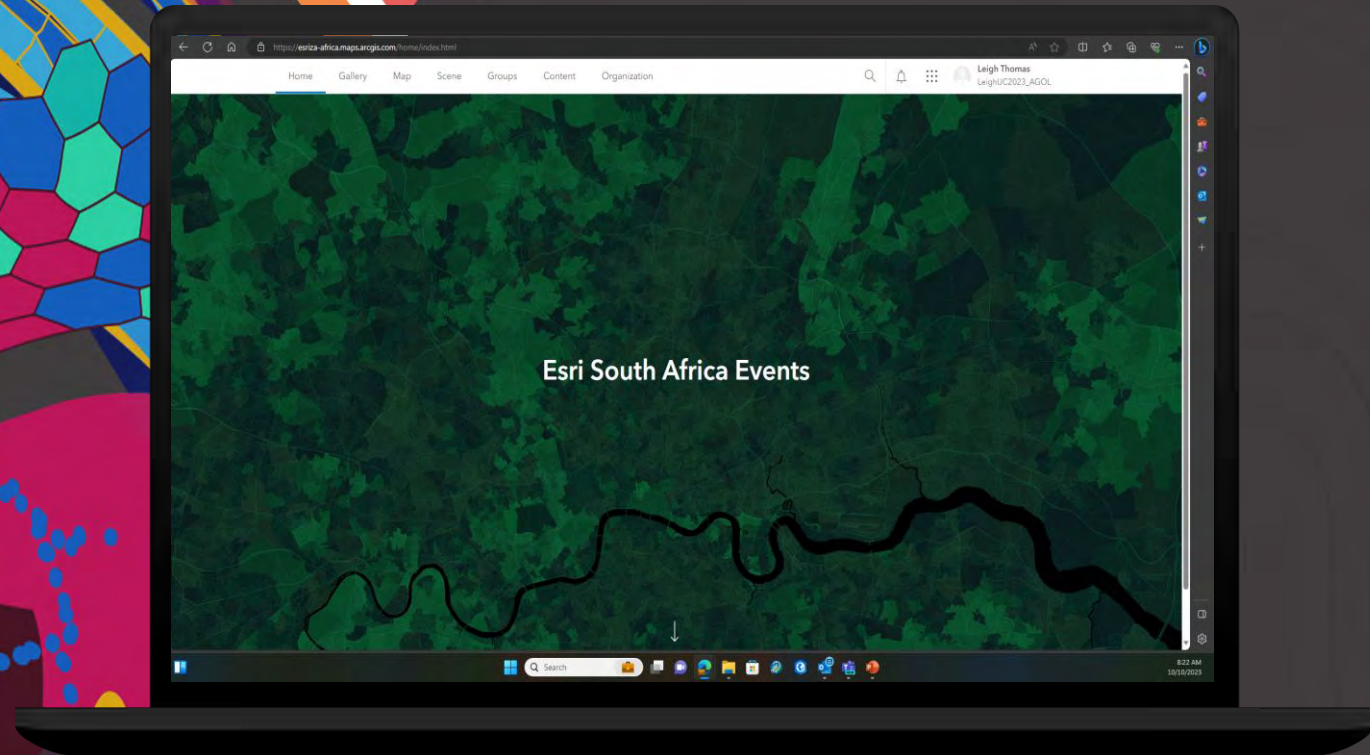 https://esriza-africa.maps.arcgis.com/home/index.html
Home Gallery Map Scene Groups Content Organization
Leigh Thomas
LeighUC2023_AGOL
Esri South Africa Events
Search
8:22 AM
10/10/2023